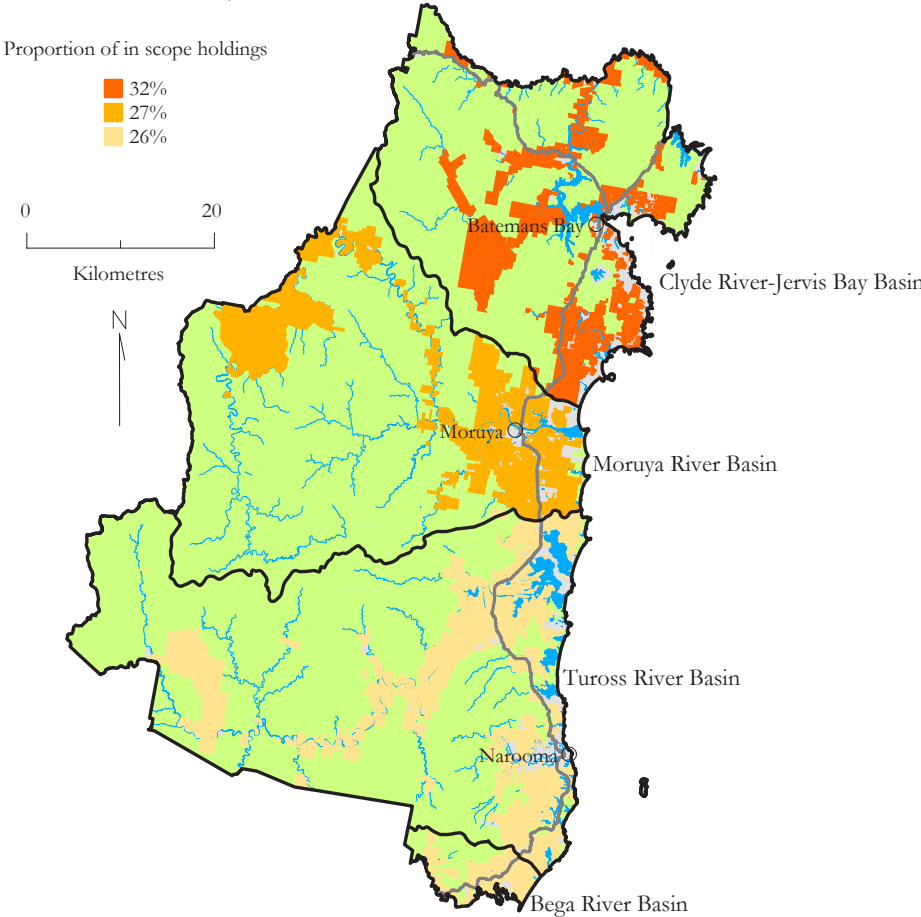 Proportion of in scope holdings
32%
27%
26%
0 20
Kilometres
N
Batemans Bay
Clyde River-Jervis Bay Basin
Moruya
Moruya River Basin
Tuross River Basin
Narooma
Bega River Basin